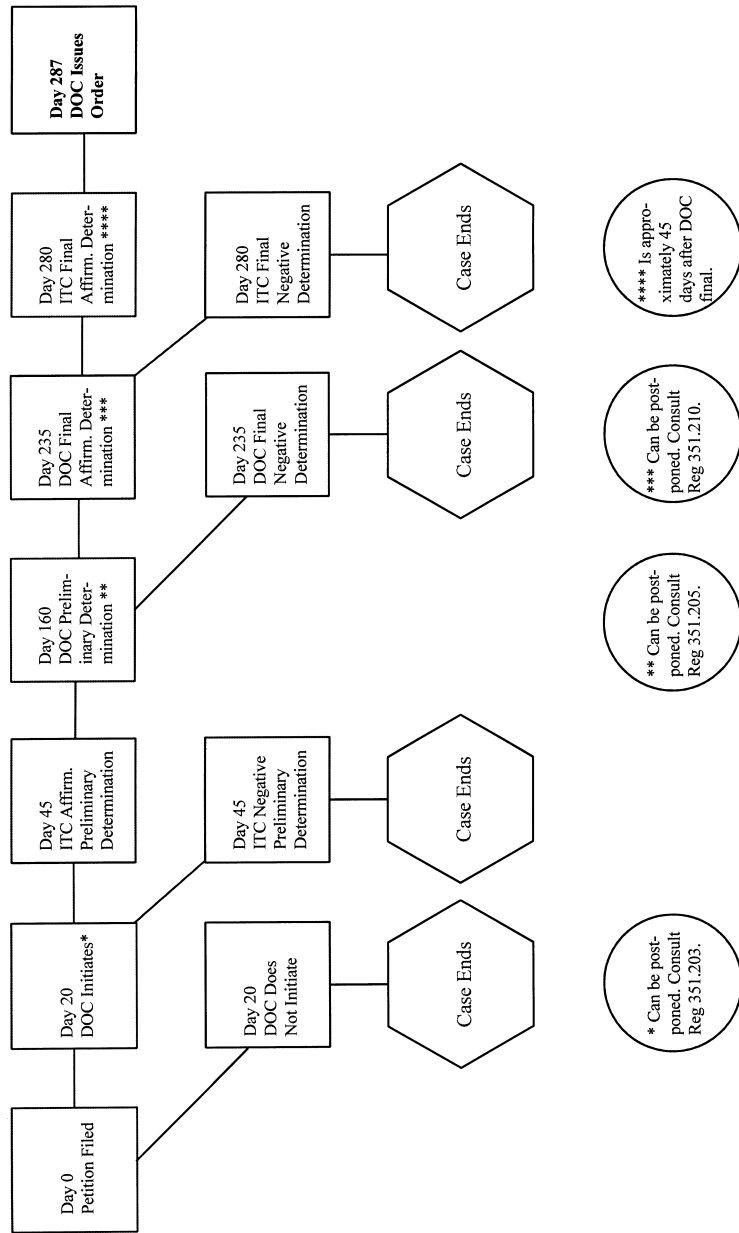 Day 0
Petition Filed
Day 20
DOC Initiates*
Day 45
ITC Affirm.
Preliminary
Determination
Day 160
DOC Prelim-
inary Deter-
mination **
Day 235
DOC Final
Affirm. Deter-
mination ***
Day 280
ITC Final
Affirm. Deter-
mination ****
Day 287
DOC Issues
Order
Day 20
DOC Does
Not Initiate
Day 45
ITC Negative
Preliminary
Determination
Day 235
DOC Final
Negative
Determination
Day 280
ITC Final
Negative
Determination
Case Ends
Case Ends
Case Ends
Case Ends
* Can be post-
poned. Consult
Reg 351.203.
** Can be post-
poned. Consult
Reg 351.205.
*** Can be post-
poned. Consult
Reg 351.210.
**** Is appro-
ximately 45
days after DOC
final.